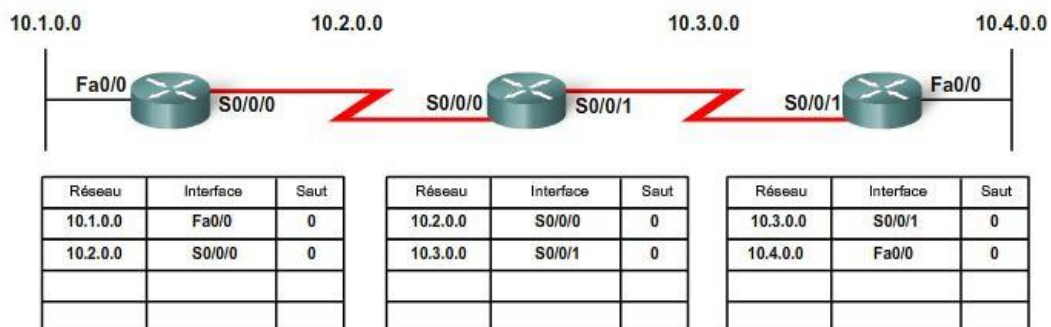 10.1.0.0 10.2.0.0 10.3.0.0 10.4.0.0
Fa0/0 S0/0/0 S0/0/0 S0/0/1 S0/0/1 Fa0/0
Réseau Interface Saut
10.1.0.0 Fa0/0 0
10.2.0.0 S0/0/0 0
Réseau Interface Saut
10.2.0.0 S0/0/0 0
10.3.0.0 S0/0/1 0
Réseau Interface Saut
10.3.0.0 S0/0/1 0
10.4.0.0 Fa0/0 0